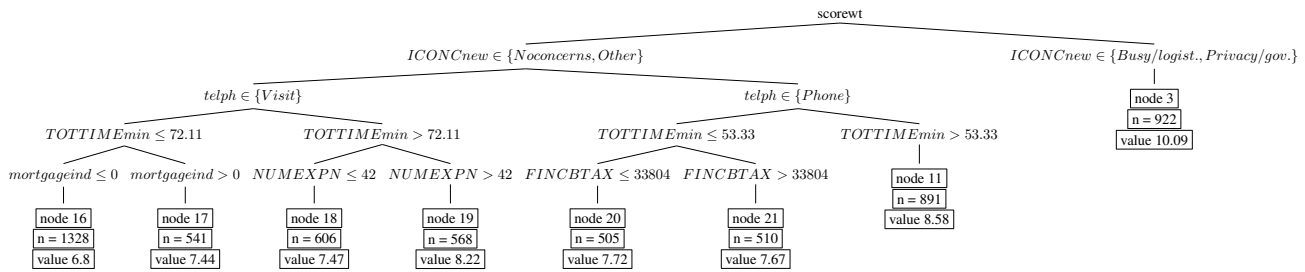 scorewt
ICONCnew ∈ {Noconcerns, Other} ICONCnew ∈ {Busy/logist., Privacy/gov.}
telph ∈ {Visit} telph ∈ {Phone}
node 3
n = 922
value 10.09
TOTTIMEmin ≤ 72.11 TOTTIMEmin > 72.11 TOTTIMEmin ≤ 53.33 TOTTIMEmin > 53.33
mortgageind ≤ 0 mortgageind > 0 NUMEXPN ≤ 42 NUMEXPN > 42 FINCBTAX ≤ 33804 FINCBTAX > 33804
node 11
n = 891
value 8.58
node 16 node 17 node 18 node 19 node 20 node 21
n = 1328 n = 541 n = 606 n = 568 n = 505 n = 510
value 6.8 value 7.44 value 7.47 value 8.22 value 7.72 value 7.67